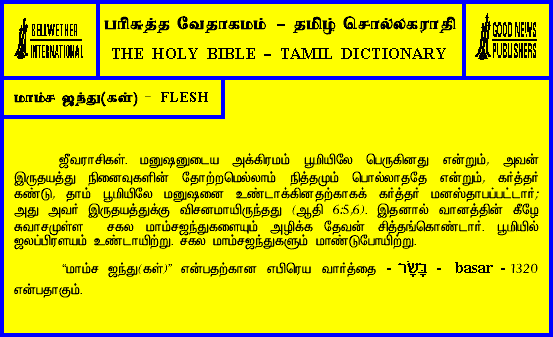 BELLWETHER
INTERNATIONAL
பரிசுத்த வேதாகமம் – தமிழ் சொல்லகராதி
THE HOLY BIBLE – TAMIL DICTIONARY
GOOD NEWS
PUBLISHERS
மாம்ச ஜந்து(கள்) – FLESH
ஜீவராசிகள். மனுஷனுடைய அக்கிரமம் பூமியிலே பெருகினது என்றும், அவன்
இருதயத்து நினைவுகளின் தோற்றமெல்லாம் நித்தமும் பொல்லாததே என்றும், கர்த்தர்
கண்டு, தாம் பூமியிலே மனுஷனை உண்டாக்கினதற்காகக் கர்த்தர் மனஸ்தாபப்பட்டார்;
அது அவர் இருதயத்துக்கு விசனமாயிருந்தது (ஆதி 6:5,6). இதனால் வானத்தின் கீழே
சுவாசமுள்ள சகல மாம்சஜந்துகளையும் அழிக்க தேவன் சித்தங்கொண்டார். பூமியில்
ஜலப்பிரளயம் உண்டாயிற்று. சகல மாம்சஜந்துகளும் மாண்டுபோயிற்று.
“மாம்ச ஜந்து(கள்)” என்பதற்கான எபிரெய வார்த்தை - בָּשָׂר - basar - 1320
என்பதாகும்.